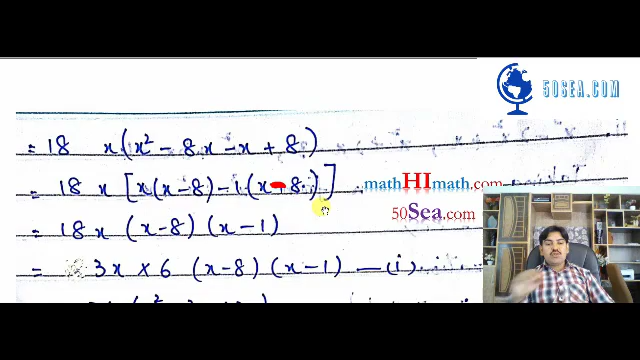 50SEA.COM
= 18 x(x² - 8x - x + 8)
= 18 x [x(x-8) - 1(x-8)]
mathHImath.com
50Sea.com
= 18x (x-8) (x-1)
= 3x × 6 (x-8) (x-1) — (i)